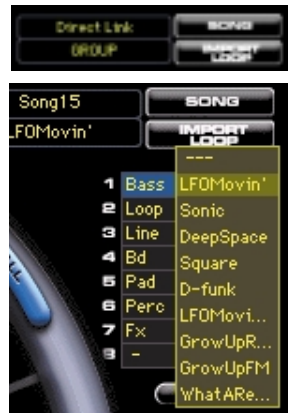 Direct Link
SONG
GROUP
IMPORT LOOP
Song15
SONG
LFOMovin'
IMPORT LOOP
---
1 Bass
LFOMovin'
2 Loop
Sonic
3 Line
DeepSpace
4 Bd
Square
5 Pad
D-funk
6 Perc
LFOMovi...
7 Fx
GrowUpR...
8 -
GrowUpFM
WhatARe...